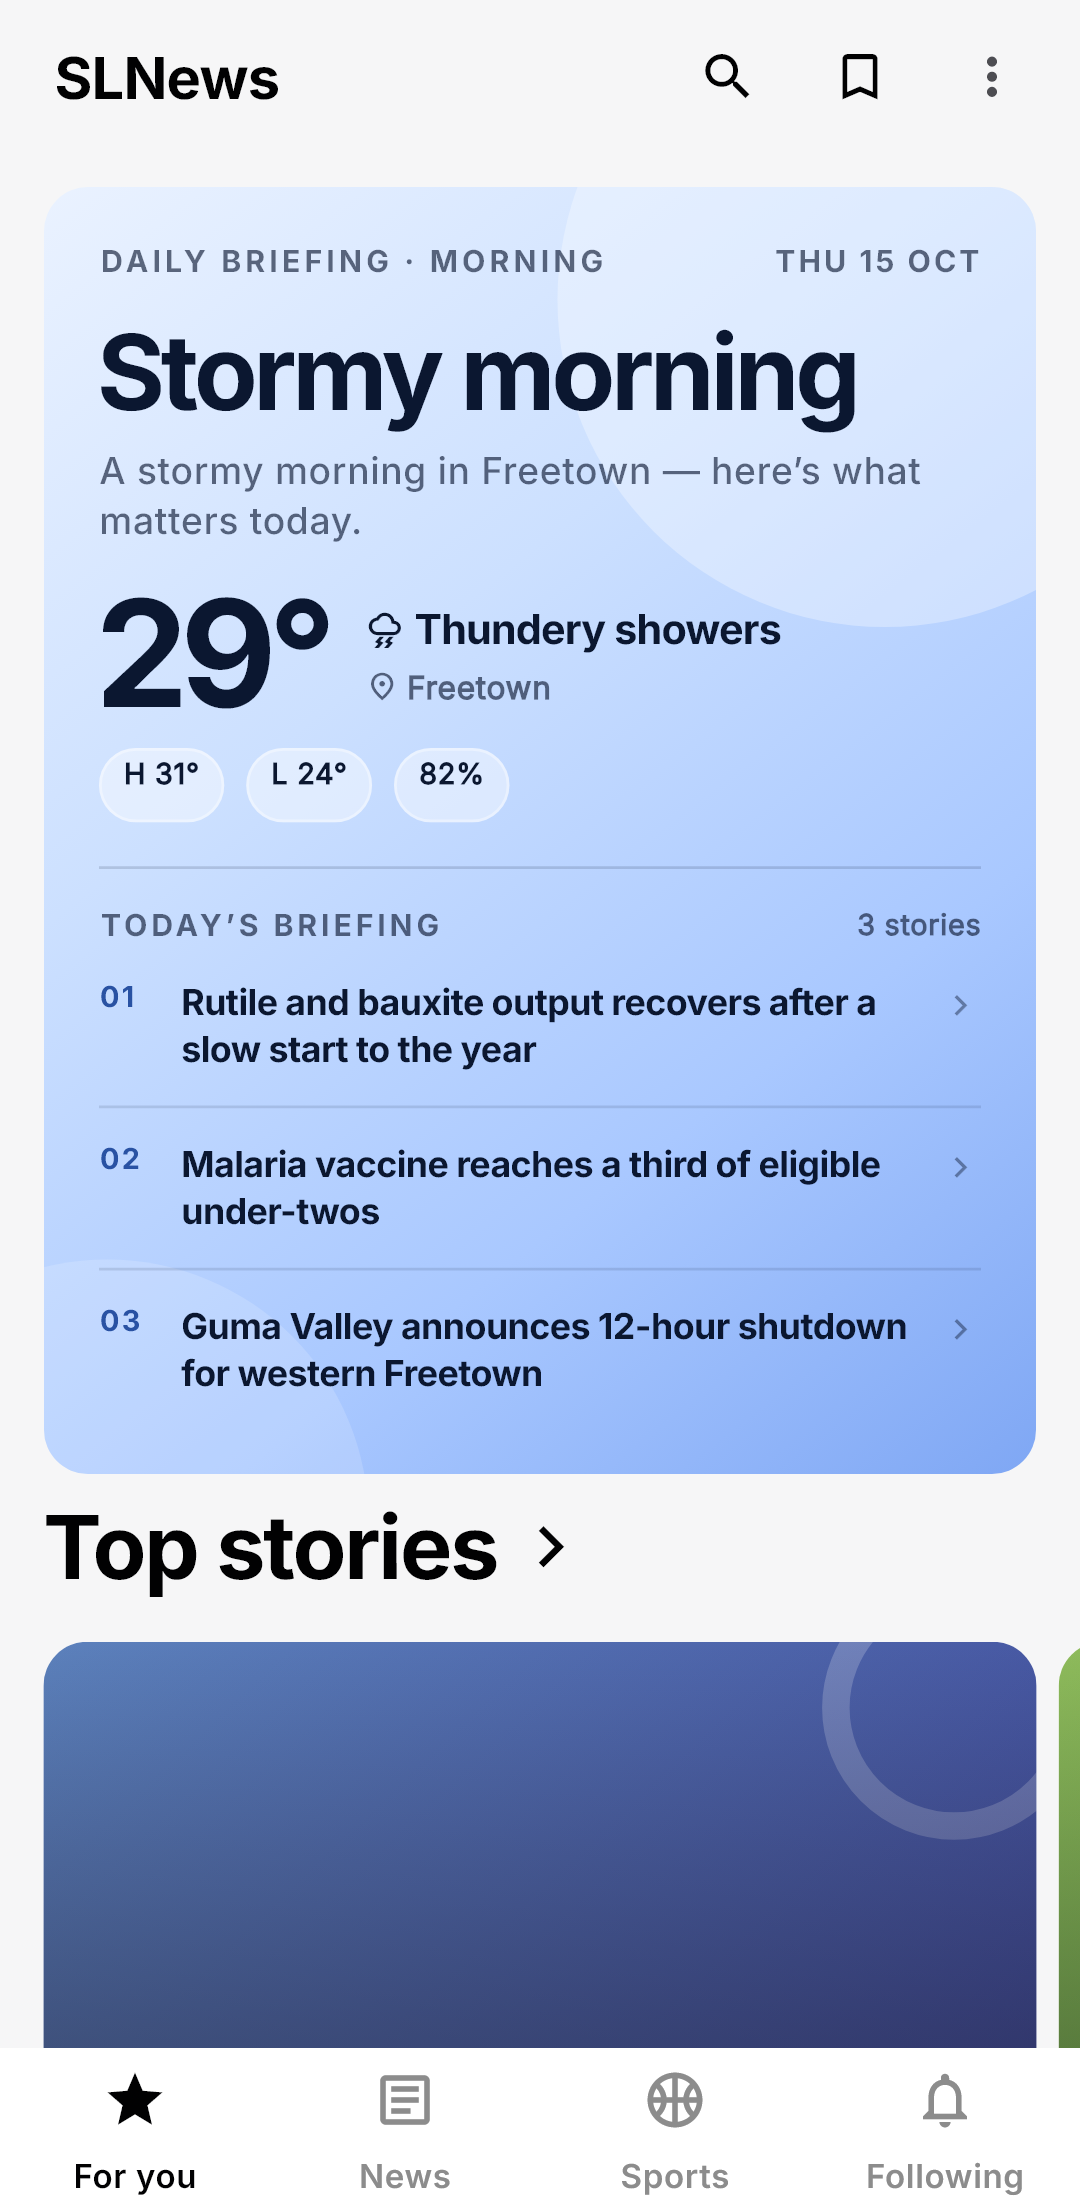 SLNews
DAILY BRIEFING · MORNING
THU 15 OCT
Stormy morning
A stormy morning in Freetown — here’s what
matters today.
29°
Thundery showers
Freetown
H 31°
L 24°
82%
TODAY’S BRIEFING
3 stories
01
Rutile and bauxite output recovers after a
slow start to the year
02
Malaria vaccine reaches a third of eligible
under-twos
03
Guma Valley announces 12-hour shutdown
for western Freetown
Top stories
For you
News
Sports
Following